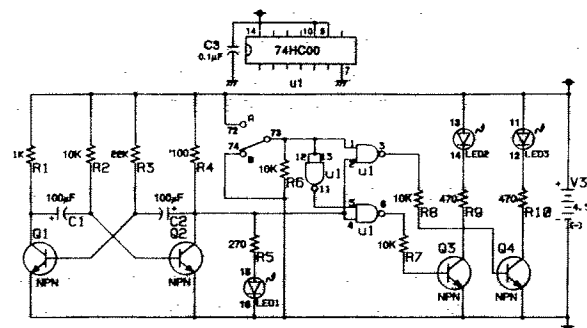 14 10 9
C3
74HC00
0.1µF
7
u1
A
72
73
74
B
13 11
1K R1 10K R2 22K R3 100 R4
10K R6
12 13
u1
11
1 3
2
u1
14 LED2 12 LED3
V3
100µF 100µF
C1 C2
5 6
4
u1
10K R8
470 R9 470 R10
4.5
(-)
Q1 Q2
270 R5
10K R7
Q3 Q4
NPN NPN
15
LED1
16
NPN NPN